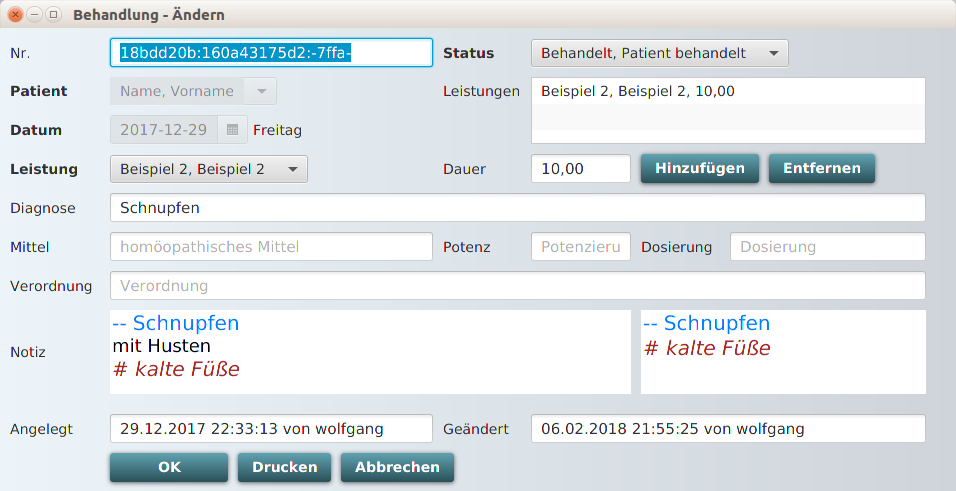 Behandlung - Ändern
Nr. 18bdd20b:160a43175d2:-7ffa- Status Behandelt, Patient behandelt
Patient Name, Vorname Leistungen Beispiel 2, Beispiel 2, 10,00
Datum 2017-12-29 Freitag
Leistung Beispiel 2, Beispiel 2 Dauer 10,00 Hinzufügen Entfernen
Diagnose Schnupfen
Mittel homöopathisches Mittel Potenz Potenzieru Dosierung Dosierung
Verordnung Verordnung
Notiz
-- Schnupfen
mit Husten
# kalte Füße
-- Schnupfen
# kalte Füße
Angelegt 29.12.2017 22:33:13 von wolfgang Geändert 06.02.2018 21:55:25 von wolfgang
OK Drucken Abbrechen